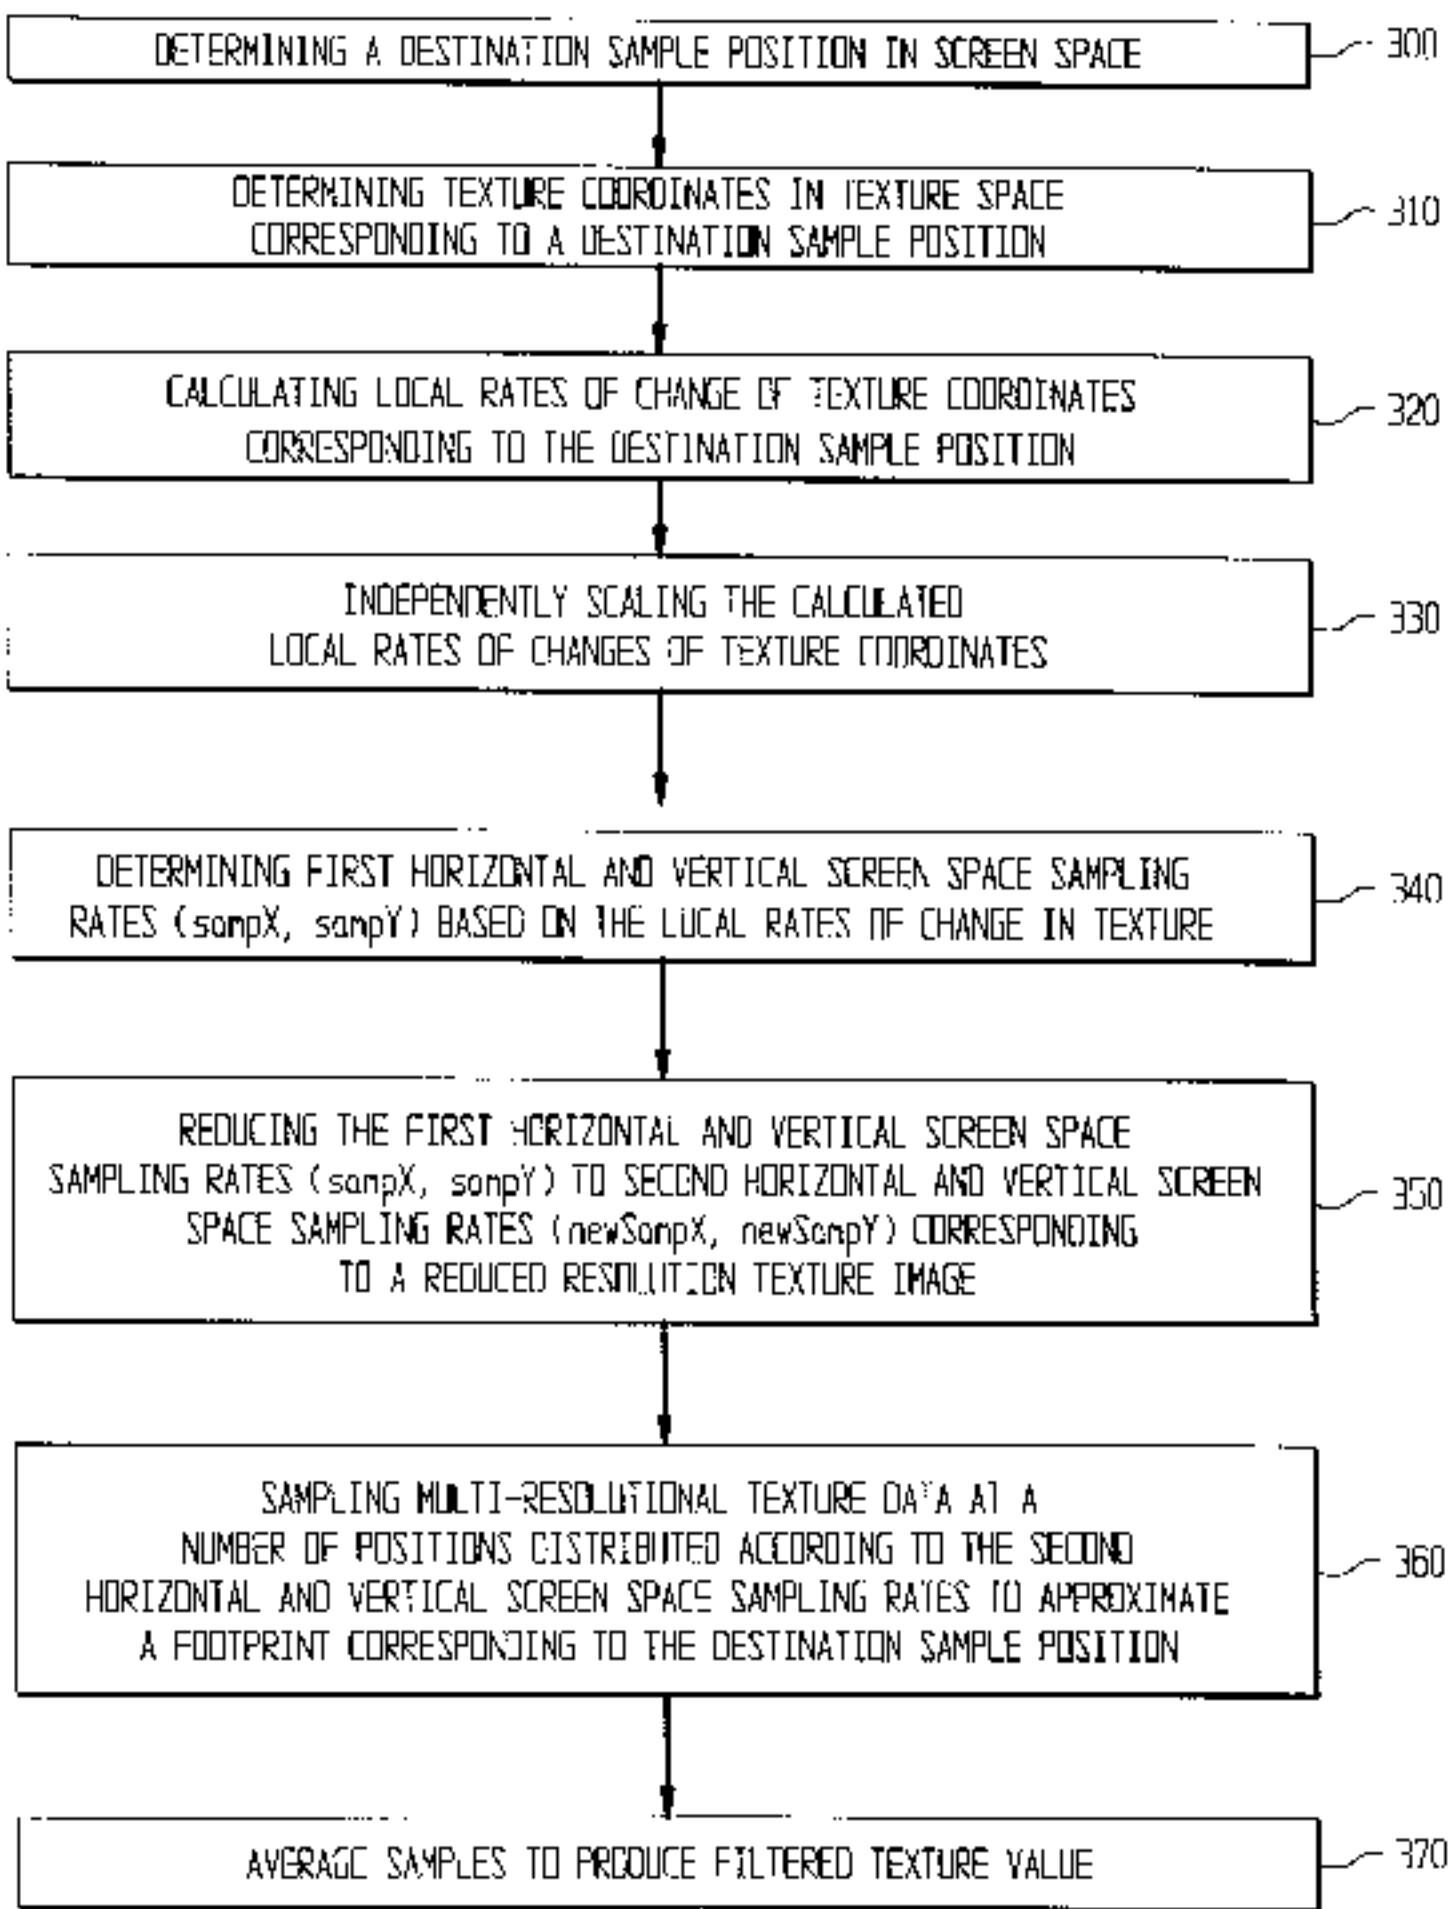 DETERMINING A DESTINATION SAMPLE POSITION IN SCREEN SPACE
300
DETERMINING TEXTURE COORDINATES IN TEXTURE SPACE
CORRESPONDING TO A DESTINATION SAMPLE POSITION
310
CALCULATING LOCAL RATES OF CHANGE OF TEXTURE COORDINATES
CORRESPONDING TO THE DESTINATION SAMPLE POSITION
320
INDEPENDENTLY SCALING THE CALCULATED
LOCAL RATES OF CHANGES OF TEXTURE COORDINATES
330
DETERMINING FIRST HORIZONTAL AND VERTICAL SCREEN SPACE SAMPLING
RATES (sampX, sampY) BASED ON THE LOCAL RATES OF CHANGE IN TEXTURE
340
REDUCING THE FIRST HORIZONTAL AND VERTICAL SCREEN SPACE
SAMPLING RATES (sampX, sampY) TO SECOND HORIZONTAL AND VERTICAL SCREEN
SPACE SAMPLING RATES (newSampX, newSampY) CORRESPONDING
TO A REDUCED RESOLUTION TEXTURE IMAGE
350
SAMPLING MULTI-RESOLUTIONAL TEXTURE DATA AT A
NUMBER OF POSITIONS DISTRIBUTED ACCORDING TO THE SECOND
HORIZONTAL AND VERTICAL SCREEN SPACE SAMPLING RATES TO APPROXIMATE
A FOOTPRINT CORRESPONDING TO THE DESTINATION SAMPLE POSITION
360
AVERAGE SAMPLES TO PRODUCE FILTERED TEXTURE VALUE
370